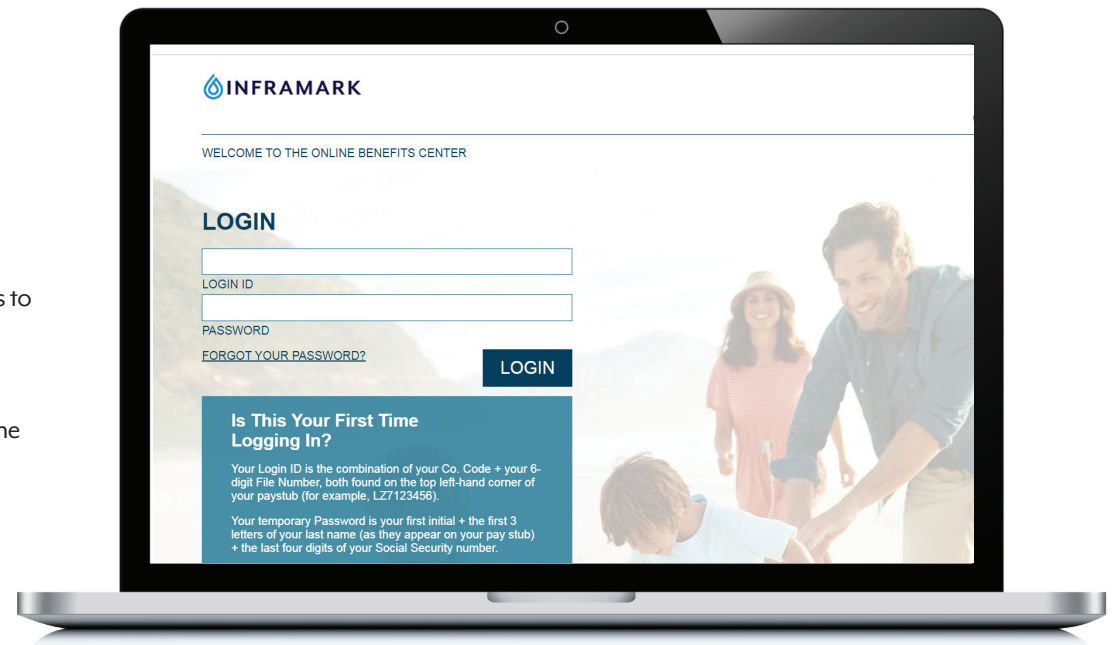 INFRAMARK
WELCOME TO THE ONLINE BENEFITS CENTER
LOGIN
LOGIN ID
PASSWORD
FORGOT YOUR PASSWORD?
LOGIN
Is This Your First Time
Logging In?
Your Login ID is the combination of your Co. Code + your 6-
digit File Number, both found on the top left-hand corner of
your paystub (for example, LZ7123456).
Your temporary Password is your first initial + the first 3
letters of your last name (as they appear on your pay stub)
+ the last four digits of your Social Security number.
s to